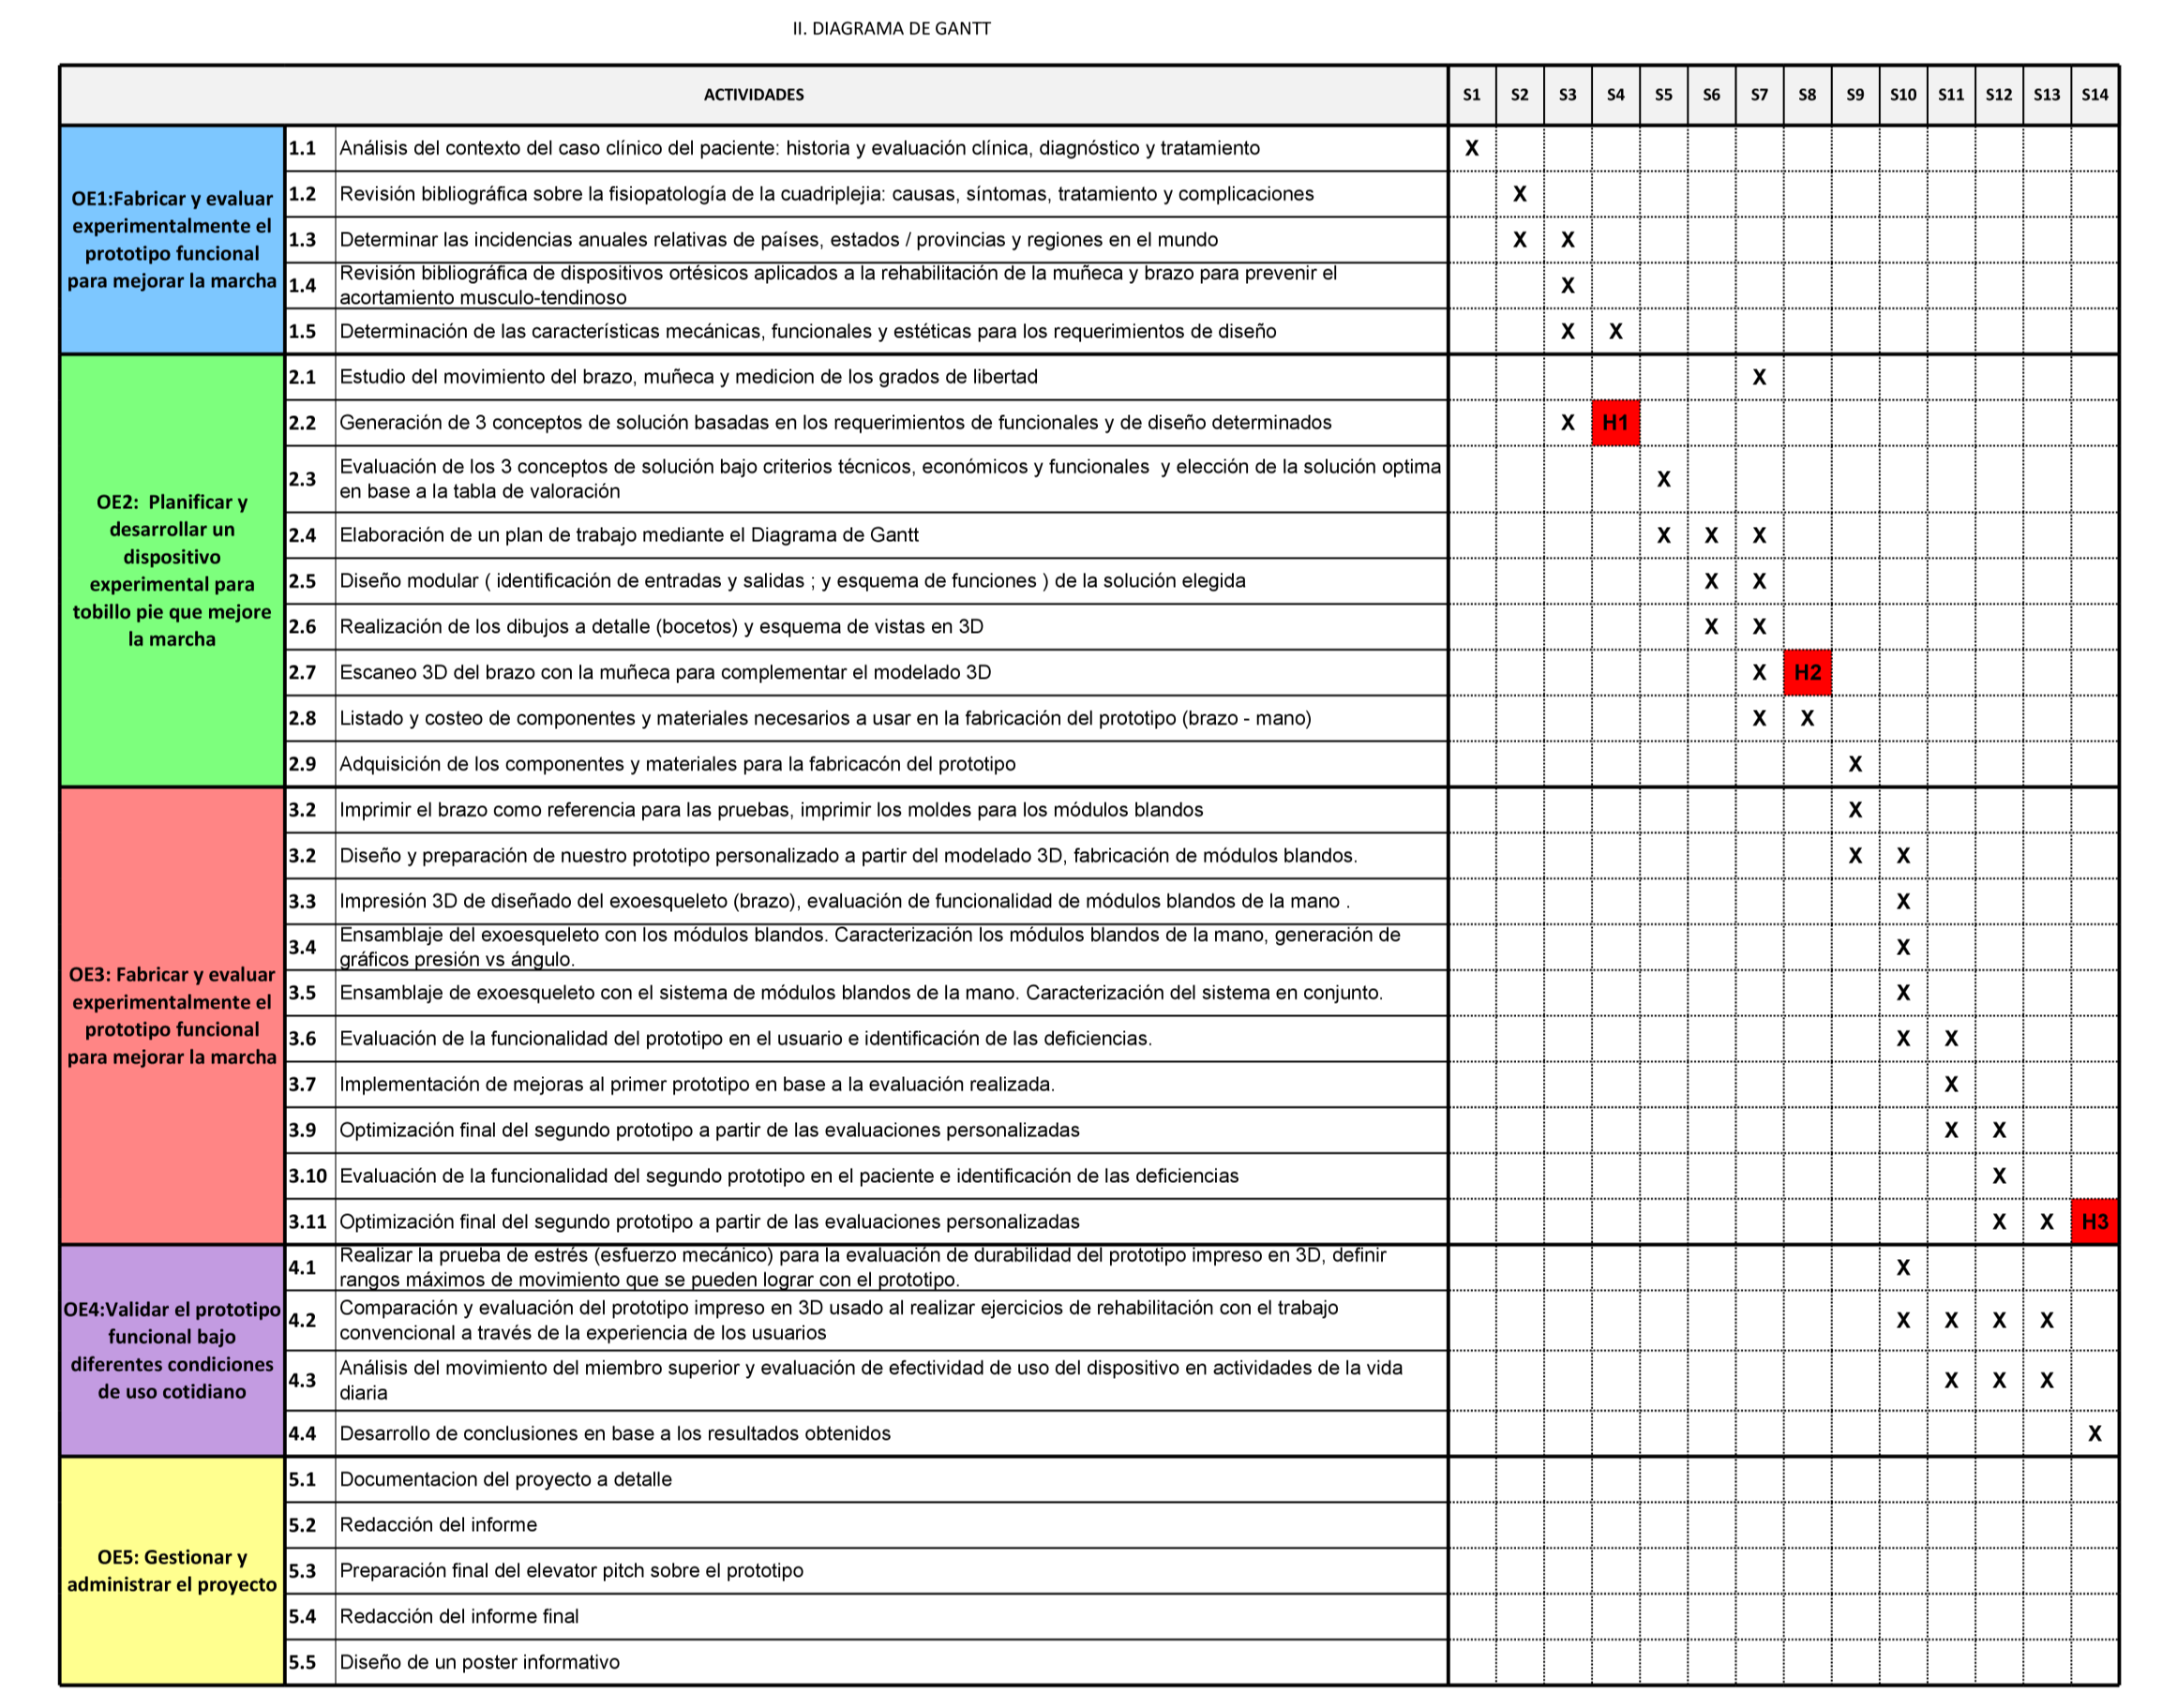 II. DIAGRAMA DE GANTT
ACTIVIDADES S1 S2 S3 S4 S5 S6 S7 S8 S9 S10 S11 S12 S13 S14
OE1:Fabricar y evaluar
experimentalmente el
prototipo funcional
para mejorar la marcha
1.1 Análisis del contexto del caso clínico del paciente: historia y evaluación clínica, diagnóstico y tratamiento X
1.2 Revisión bibliográfica sobre la fisiopatología de la cuadriplejia: causas, síntomas, tratamiento y complicaciones X
1.3 Determinar las incidencias anuales relativas de países, estados / provincias y regiones en el mundo X X
1.4 Revisión bibliográfica de dispositivos ortésicos aplicados a la rehabilitación de la muñeca y brazo para prevenir el
acortamiento musculo-tendinoso X
1.5 Determinación de las características mecánicas, funcionales y estéticas para los requerimientos de diseño X X
OE2: Planificar y
desarrollar un
dispositivo
experimental para
tobillo pie que mejore
la marcha
2.1 Estudio del movimiento del brazo, muñeca y medicion de los grados de libertad X
2.2 Generación de 3 conceptos de solución basadas en los requerimientos de funcionales y de diseño determinados X H1
2.3 Evaluación de los 3 conceptos de solución bajo criterios técnicos, económicos y funcionales y elección de la solución optima
en base a la tabla de valoración X
2.4 Elaboración de un plan de trabajo mediante el Diagrama de Gantt X X X
2.5 Diseño modular ( identificación de entradas y salidas ; y esquema de funciones ) de la solución elegida X X
2.6 Realización de los dibujos a detalle (bocetos) y esquema de vistas en 3D X X
2.7 Escaneo 3D del brazo con la muñeca para complementar el modelado 3D X H2
2.8 Listado y costeo de componentes y materiales necesarios a usar en la fabricación del prototipo (brazo - mano) X X
2.9 Adquisición de los componentes y materiales para la fabricacón del prototipo X
OE3: Fabricar y evaluar
experimentalmente el
prototipo funcional
para mejorar la marcha
3.2 Imprimir el brazo como referencia para las pruebas, imprimir los moldes para los módulos blandos X
3.2 Diseño y preparación de nuestro prototipo personalizado a partir del modelado 3D, fabricación de módulos blandos. X X
3.3 Impresión 3D de diseñado del exoesqueleto (brazo), evaluación de funcionalidad de módulos blandos de la mano . X
3.4 Ensamblaje del exoesqueleto con los módulos blandos. Caracterización los módulos blandos de la mano, generación de
gráficos presión vs ángulo. X
3.5 Ensamblaje de exoesqueleto con el sistema de módulos blandos de la mano. Caracterización del sistema en conjunto. X
3.6 Evaluación de la funcionalidad del prototipo en el usuario e identificación de las deficiencias. X X
3.7 Implementación de mejoras al primer prototipo en base a la evaluación realizada. X
3.9 Optimización final del segundo prototipo a partir de las evaluaciones personalizadas X X
3.10 Evaluación de la funcionalidad del segundo prototipo en el paciente e identificación de las deficiencias X
3.11 Optimización final del segundo prototipo a partir de las evaluaciones personalizadas X X H3
OE4:Validar el prototipo
funcional bajo
diferentes condiciones
de uso cotidiano
4.1 Realizar la prueba de estrés (esfuerzo mecánico) para la evaluación de durabilidad del prototipo impreso en 3D, definir
rangos máximos de movimiento que se pueden lograr con el prototipo. X
4.2 Comparación y evaluación del prototipo impreso en 3D usado al realizar ejercicios de rehabilitación con el trabajo
convencional a través de la experiencia de los usuarios X X X X
4.3 Análisis del movimiento del miembro superior y evaluación de efectividad de uso del dispositivo en actividades de la vida
diaria X X X
4.4 Desarrollo de conclusiones en base a los resultados obtenidos X
OE5: Gestionar y
administrar el proyecto
5.1 Documentacion del proyecto a detalle
5.2 Redacción del informe
5.3 Preparación final del elevator pitch sobre el prototipo
5.4 Redacción del informe final
5.5 Diseño de un poster informativo